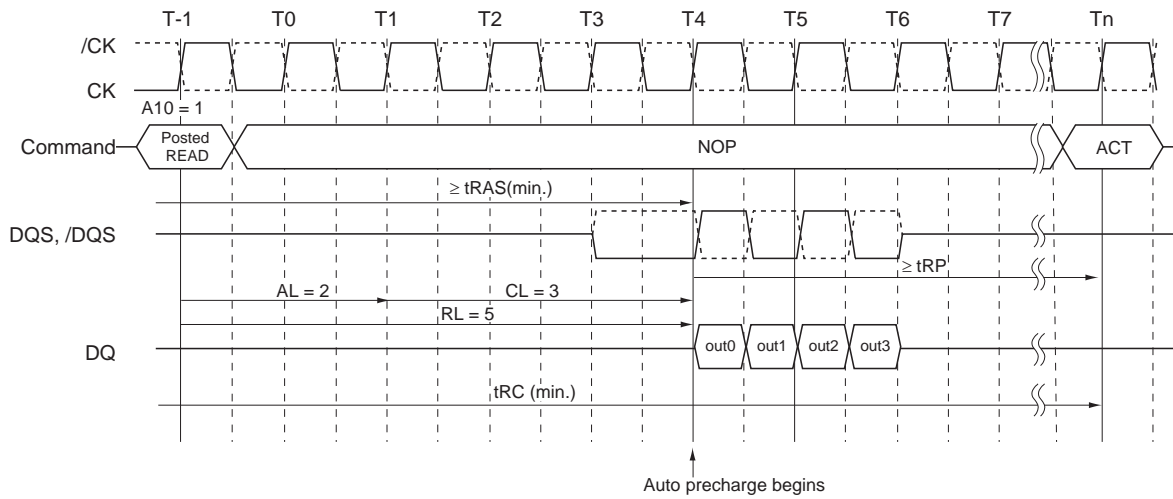 T-1 T0 T1 T2 T3 T4 T5 T6 T7 Tn
/CK
CK
A10 = 1
Command Posted READ NOP ACT
≥ tRAS(min.)
DQS, /DQS
≥ tRP
AL = 2 CL = 3
RL = 5
DQ out0 out1 out2 out3
tRC (min.)
Auto precharge begins